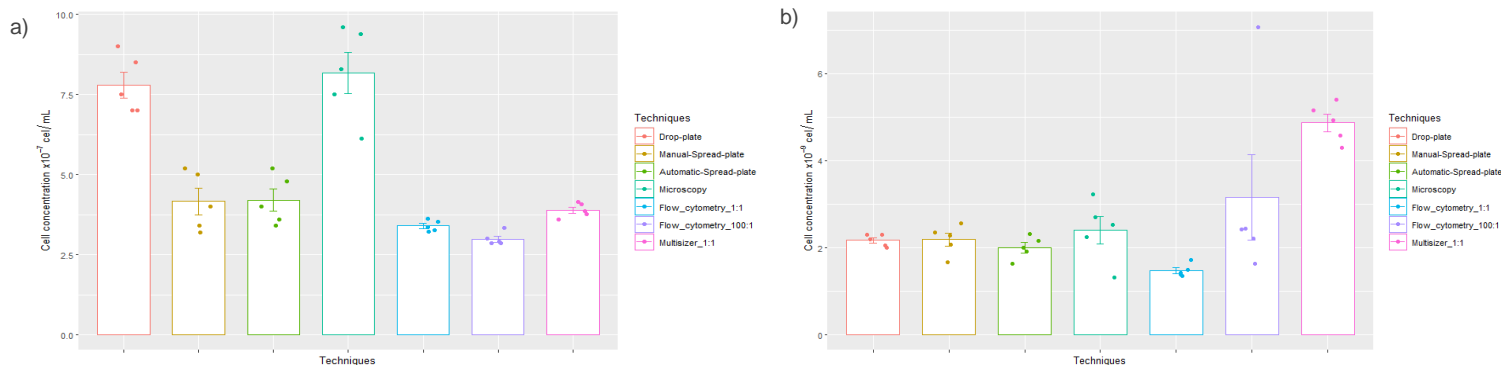 a)
Cell concentration x10⁻⁷ cel/mL
10.0
7.5
5.0
2.5
0.0
Techniques
Techniques
Drop-plate
Manual-Spread-plate
Automatic-Spread-plate
Microscopy
Flow_cytometry_1:1
Flow_cytometry_100:1
Multisizer_1:1
b)
Cell concentration x10⁻⁹ cel/mL
6
4
2
0
Techniques
Techniques
Drop-plate
Manual-Spread-plate
Automatic-Spread-plate
Microscopy
Flow_cytometry_1:1
Flow_cytometry_100:1
Multisizer_1:1